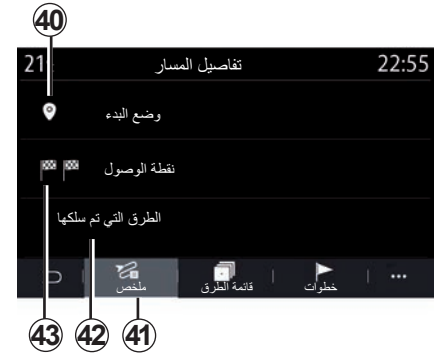 40
21° تفاصيل المسار 22:55
وضع البدء
نقطة الوصول
الطرق التي تم سلكها
ملخص قائمة الطرق خطوات ...
43 42 41